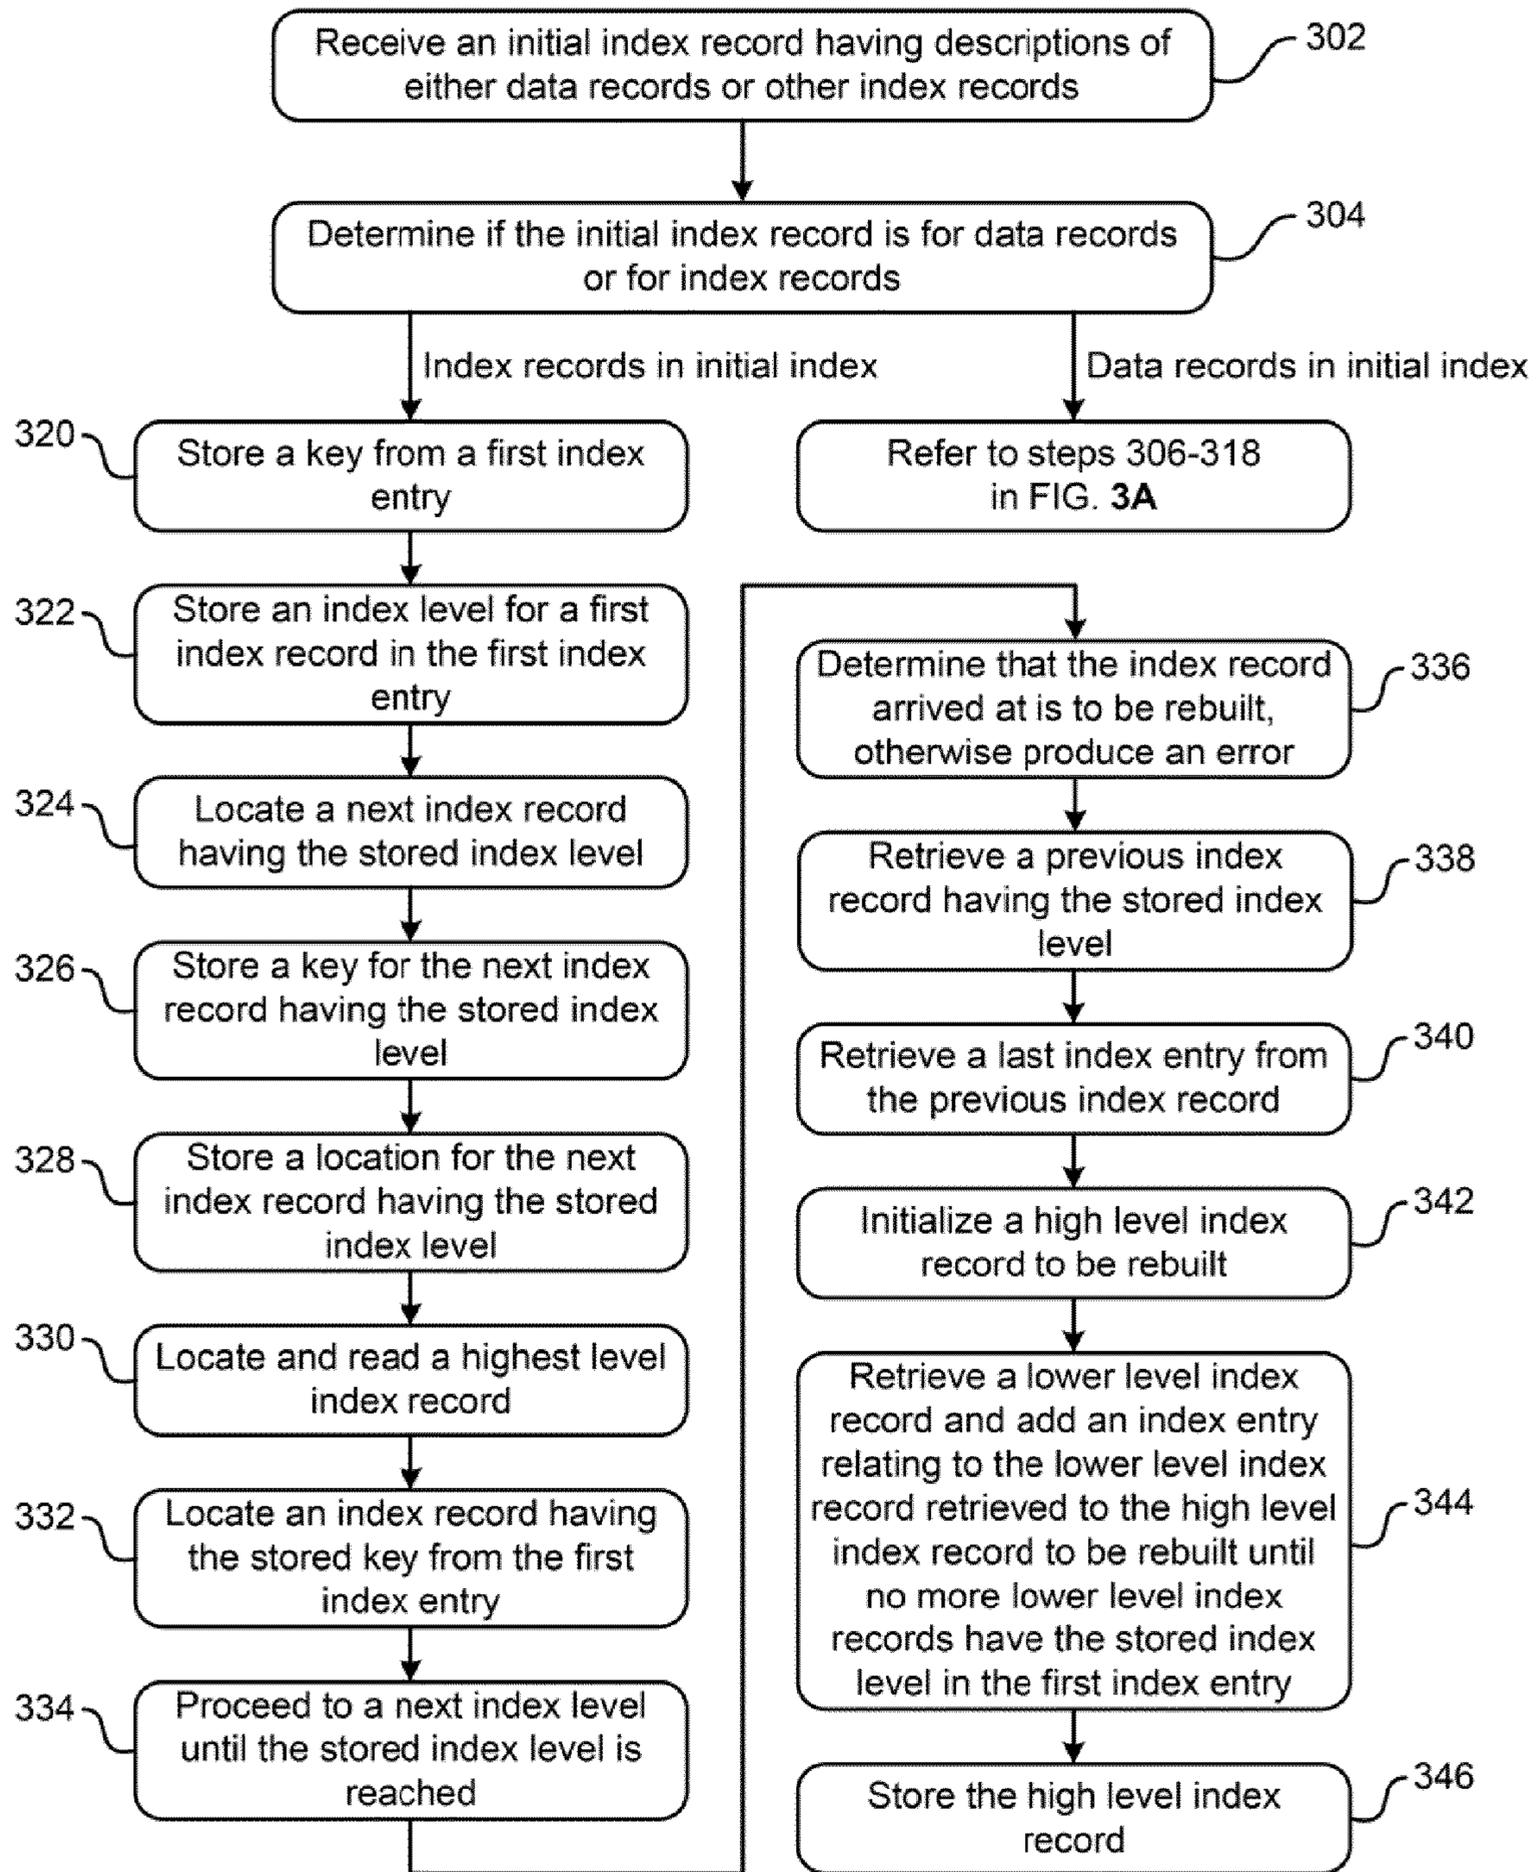 Receive an initial index record having descriptions of
either data records or other index records
302
Determine if the initial index record is for data records
or for index records
304
Index records in initial index
Data records in initial index
320
Store a key from a first index
entry
Refer to steps 306-318
in FIG. 3A
322
Store an index level for a first
index record in the first index
entry
324
Locate a next index record
having the stored index level
326
Store a key for the next index
record having the stored index
level
328
Store a location for the next
index record having the stored
index level
330
Locate and read a highest level
index record
332
Locate an index record having
the stored key from the first
index entry
334
Proceed to a next index level
until the stored index level is
reached
Determine that the index record
arrived at is to be rebuilt,
otherwise produce an error
336
Retrieve a previous index
record having the stored index
level
338
Retrieve a last index entry from
the previous index record
340
Initialize a high level index
record to be rebuilt
342
Retrieve a lower level index
record and add an index entry
relating to the lower level index
record retrieved to the high level
index record to be rebuilt until
no more lower level index
records have the stored index
level in the first index entry
344
Store the high level index
record
346